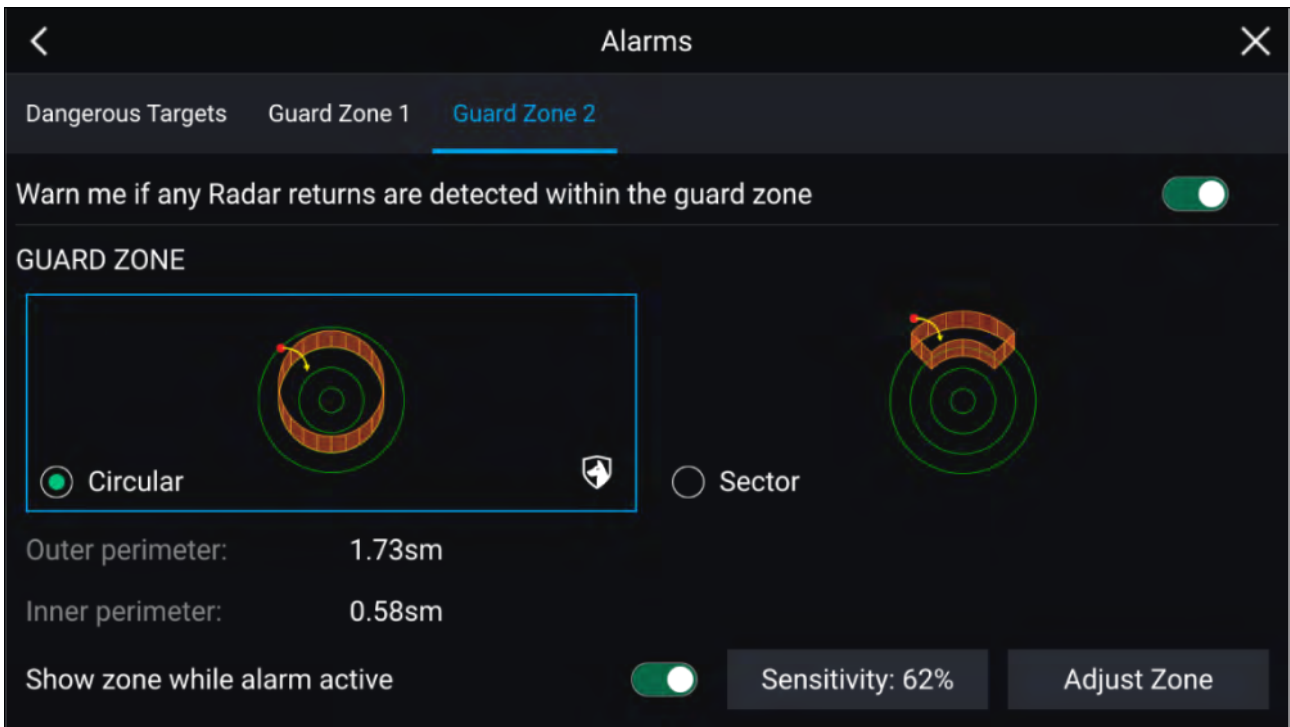 Alarms
Dangerous Targets Guard Zone 1 Guard Zone 2
Warn me if any Radar returns are detected within the guard zone
GUARD ZONE
Circular Sector
Outer perimeter: 1.73sm
Inner perimeter: 0.58sm
Show zone while alarm active Sensitivity: 62% Adjust Zone